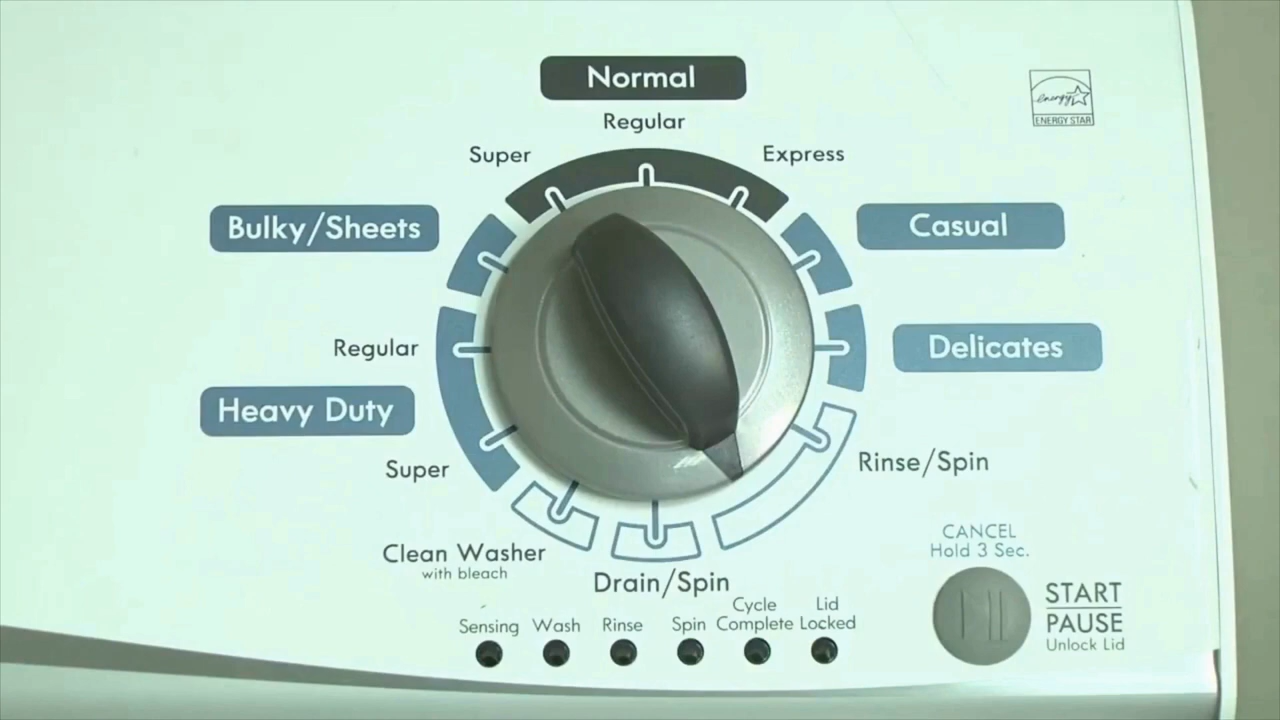 Normal
Regular
Super
Express
energy
ENERGY STAR
Bulky/Sheets
Casual
Regular
Delicates
Heavy Duty
Super
Rinse/Spin
Clean Washer
with bleach
Drain/Spin
CANCEL
Hold 3 Sec.
Sensing
Wash
Rinse
Spin
Cycle
Complete
Lid
Locked
START
PAUSE
Unlock Lid